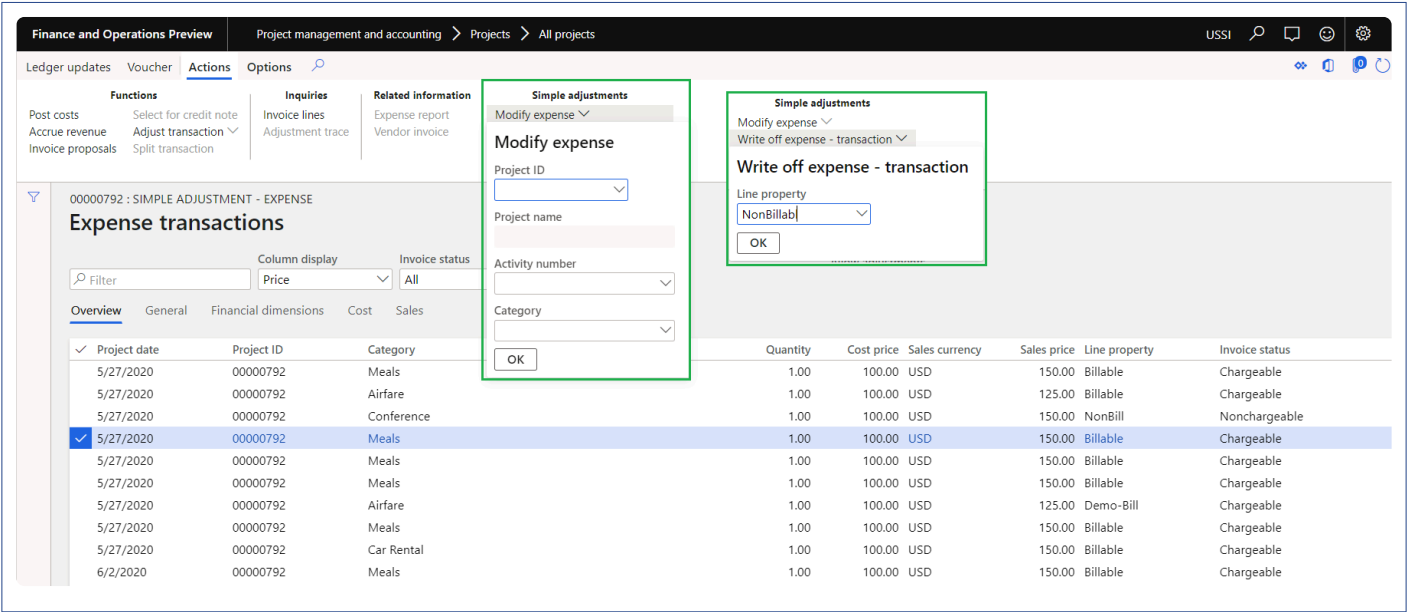 Finance and Operations Preview Project management and accounting > Projects > All projects USSI
Ledger updates Voucher Actions Options 0
Functions Inquiries Related information
Post costs Select for credit note Invoice lines Expense report
Accrue revenue Adjust transaction Adjustment trace Vendor invoice
Invoice proposals Split transaction
Simple adjustments
Modify expense
Modify expense
Project ID
Project name
Activity number
Category
OK
Simple adjustments
Modify expense
Write off expense - transaction
Write off expense - transaction
Line property
NonBillabl
OK
00000792 : SIMPLE ADJUSTMENT - EXPENSE
Expense transactions
Column display Invoice status
Filter Price All
Overview General Financial dimensions Cost Sales
Project date Project ID Category Quantity Cost price Sales currency Sales price Line property Invoice status
5/27/2020 00000792 Meals 1.00 100.00 USD 150.00 Billable Chargeable
5/27/2020 00000792 Airfare 1.00 100.00 USD 125.00 Billable Chargeable
5/27/2020 00000792 Conference 1.00 100.00 USD 150.00 NonBill Nonchargeable
5/27/2020 00000792 Meals 1.00 100.00 USD 150.00 Billable Chargeable
5/27/2020 00000792 Meals 1.00 100.00 USD 150.00 Billable Chargeable
5/27/2020 00000792 Meals 1.00 100.00 USD 150.00 Billable Chargeable
5/27/2020 00000792 Airfare 1.00 100.00 USD 125.00 Demo-Bill Chargeable
5/27/2020 00000792 Meals 1.00 100.00 USD 150.00 Billable Chargeable
5/27/2020 00000792 Car Rental 1.00 100.00 USD 150.00 Billable Chargeable
6/2/2020 00000792 Meals 1.00 100.00 USD 150.00 Billable Chargeable